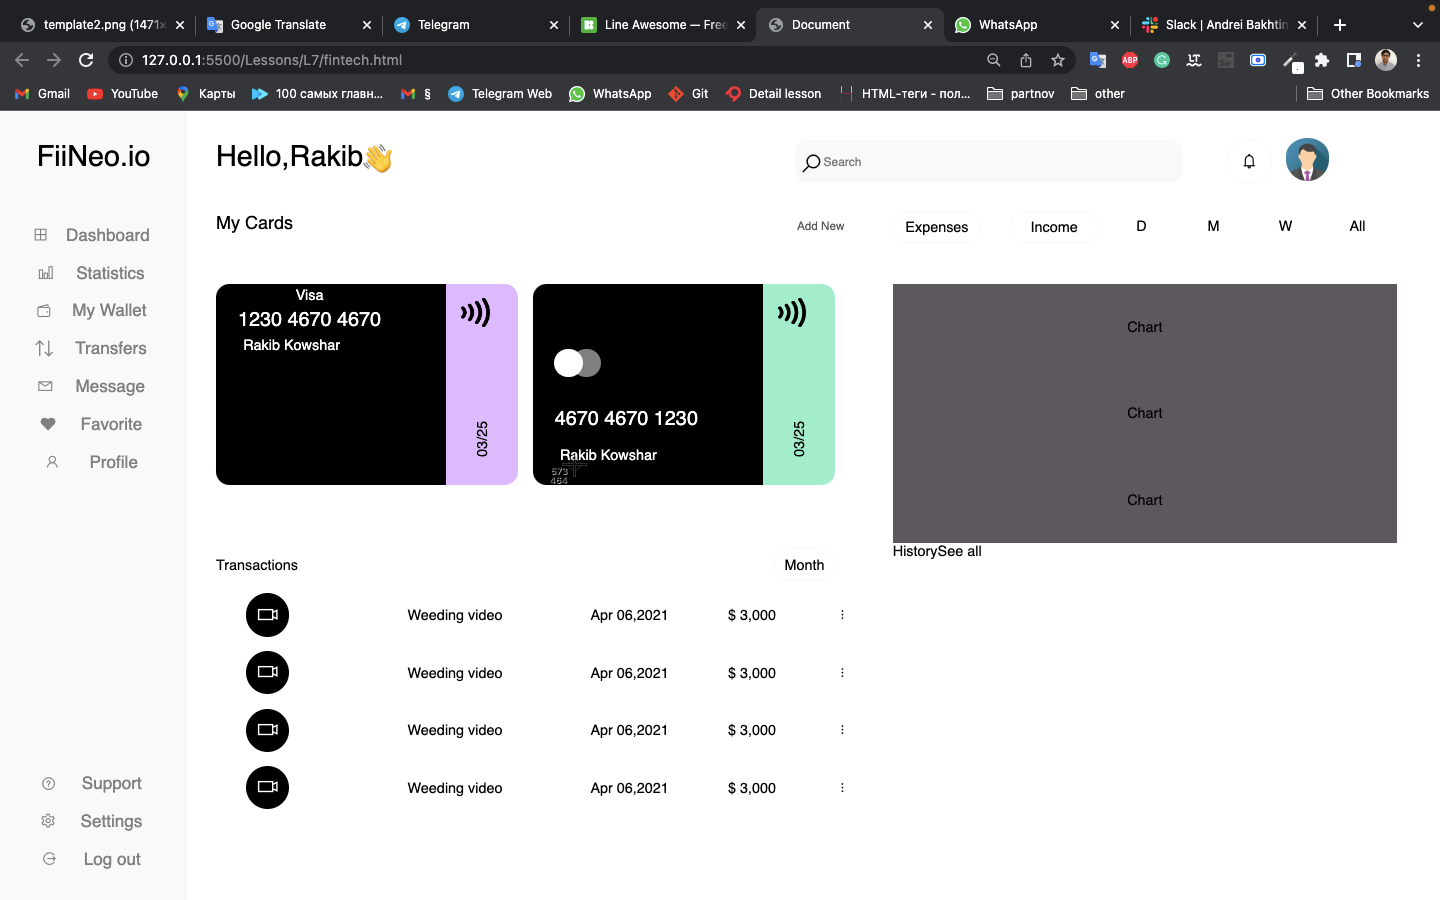 template2.png (1471×
Google Translate
Telegram
Line Awesome — Free
Document
WhatsApp
Slack | Andrei Bakhtin
127.0.0.1:5500/Lessons/L7/fintech.html
ABP
Gmail
YouTube
Карты
100 самых главн...
§
Telegram Web
WhatsApp
Git
Detail lesson
HTML-теги - пол...
partnov
other
Other Bookmarks
FiiNeo.io
Hello,Rakib👋
Search
My Cards
Add New
Expenses
Income
D
M
W
All
Dashboard
Statistics
My Wallet
Transfers
Message
Favorite
Profile
Visa
1230 4670 4670
Rakib Kowshar
03/25
4670 4670 1230
Rakib Kowshar
573
464
03/25
Chart
Chart
Chart
HistorySee all
Transactions
Month
Weeding video Apr 06,2021 $ 3,000
Weeding video Apr 06,2021 $ 3,000
Weeding video Apr 06,2021 $ 3,000
Weeding video Apr 06,2021 $ 3,000
Support
Settings
Log out